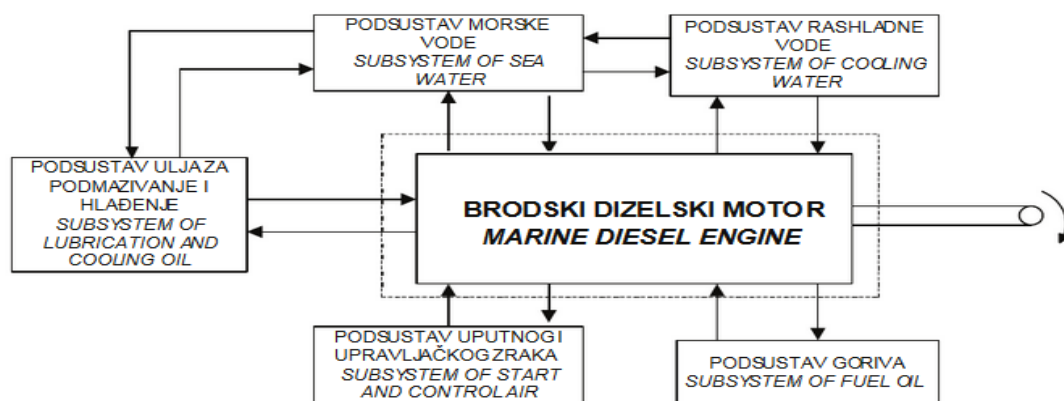 PODSUSTAV MORSKE
VODE
SUBSYSTEM OF SEA
WATER
PODSUSTAV RASHLADNE
VODE
SUBSYSTEM OF COOLING
WATER
PODSUSTAV ULJAZA
PODMAZIVANJE I
HLAĐENJE
SUBSYSTEM OF
LUBRICATION AND
COOLING OIL
BRODSKI DIZELSKI MOTOR
MARINE DIESEL ENGINE
PODSUSTAV UPUTNOG I
UPRAVLJAČKOG ZRAKA
SUBSYSTEM OF START
AND CONTROL AIR
PODSUSTAV GORIVA
SUBSYSTEM OF FUEL OIL